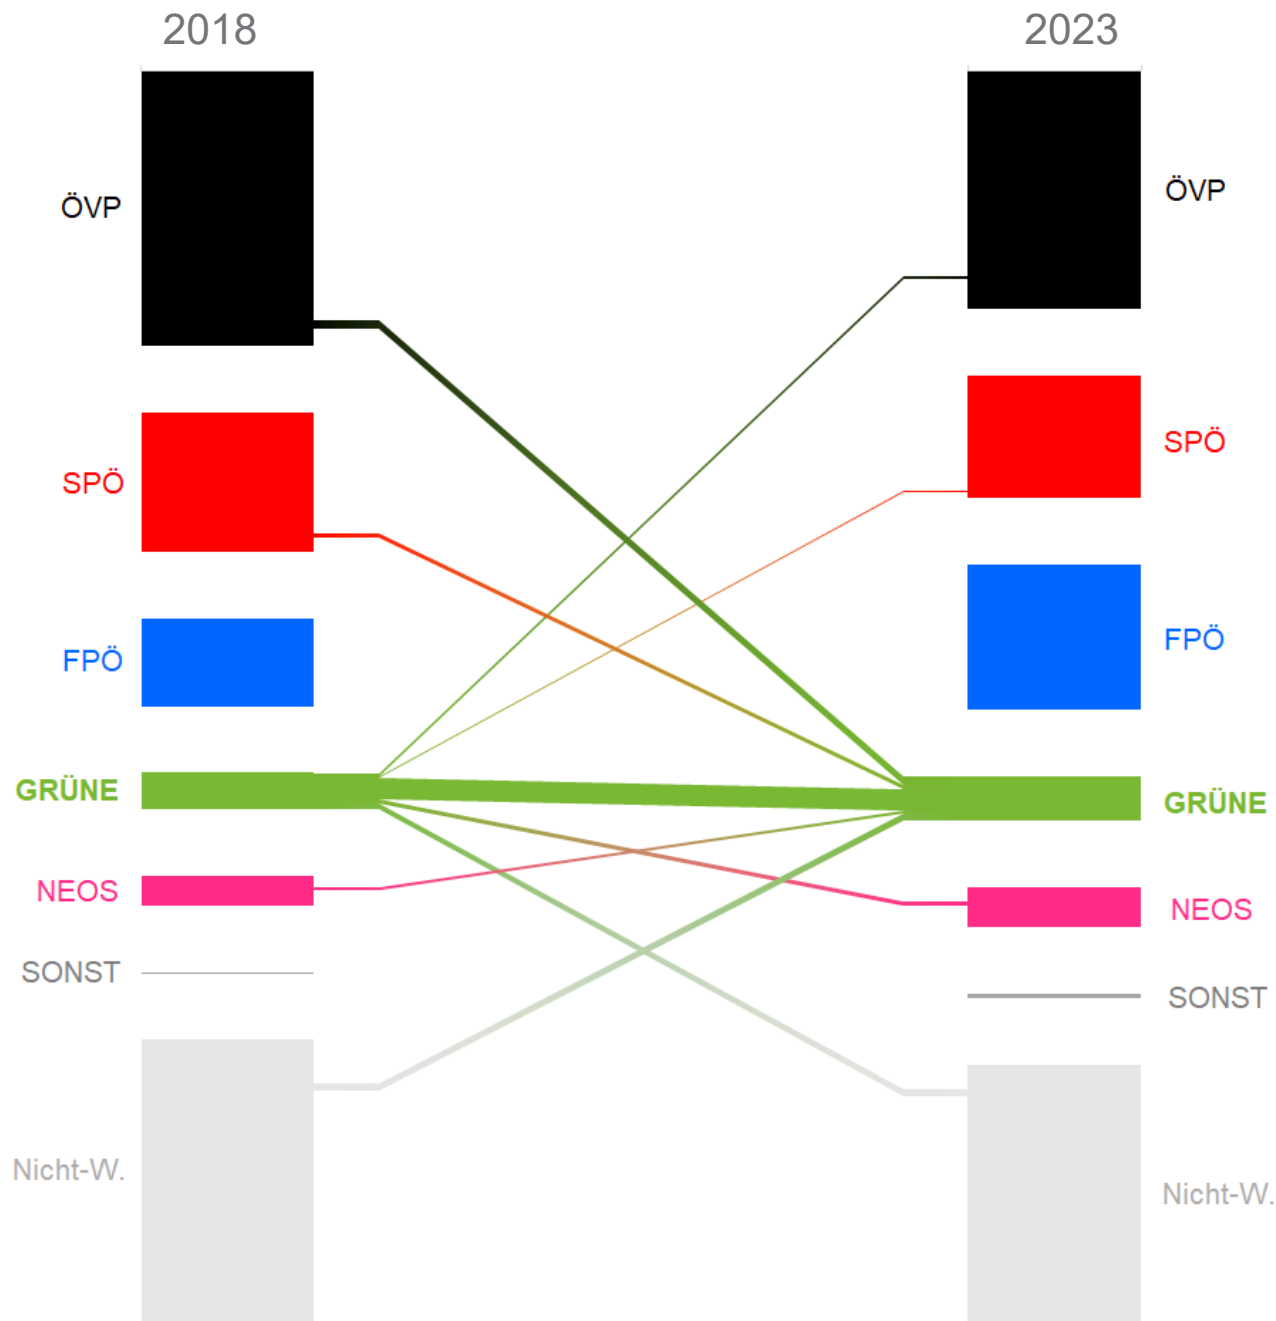 2018
2023
ÖVP
ÖVP
SPÖ
SPÖ
FPÖ
FPÖ
GRÜNE
GRÜNE
NEOS
NEOS
SONST
SONST
Nicht-W.
Nicht-W.